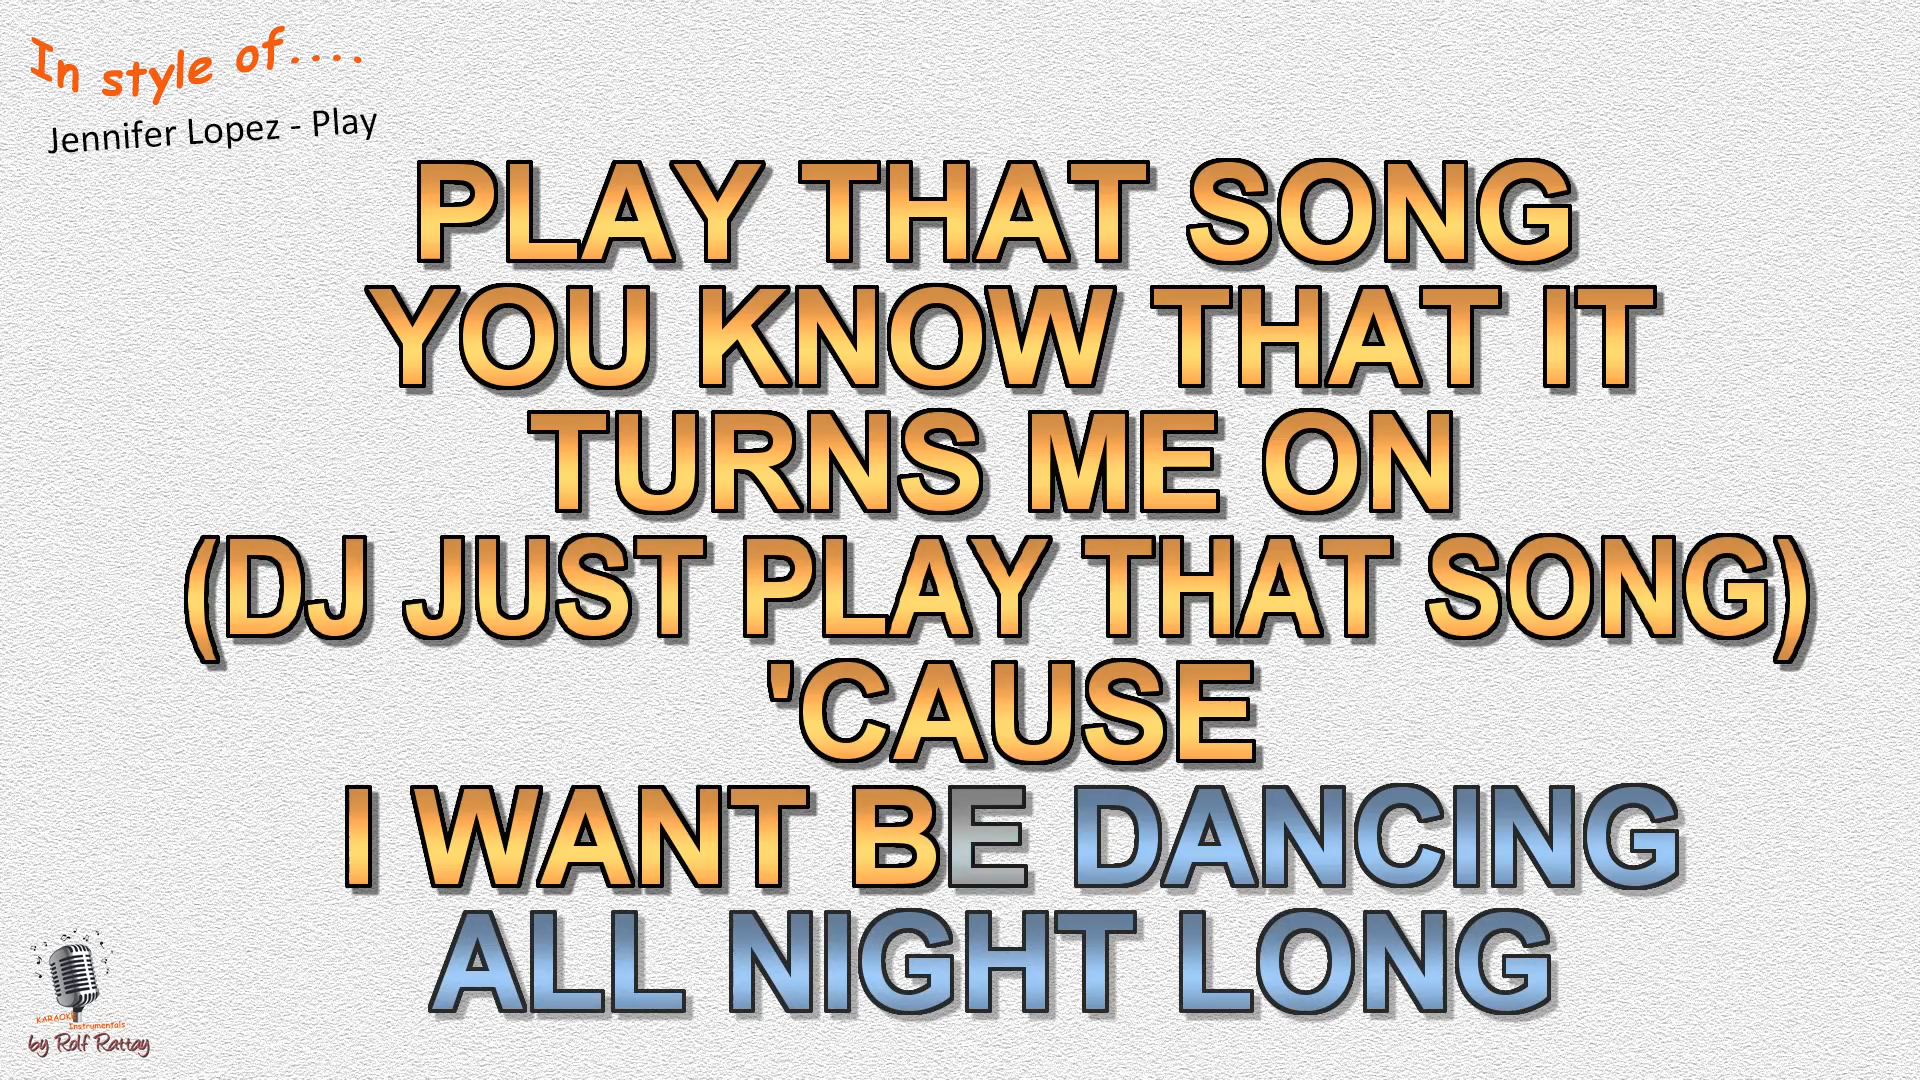 In style of....
Jennifer Lopez - Play
PLAY THAT SONG
YOU KNOW THAT IT
TURNS ME ON
(DJ JUST PLAY THAT SONG)
'CAUSE
I WANT BE DANCING
ALL NIGHT LONG
KARAOKE
Instrumentals
by Rolf Rattay